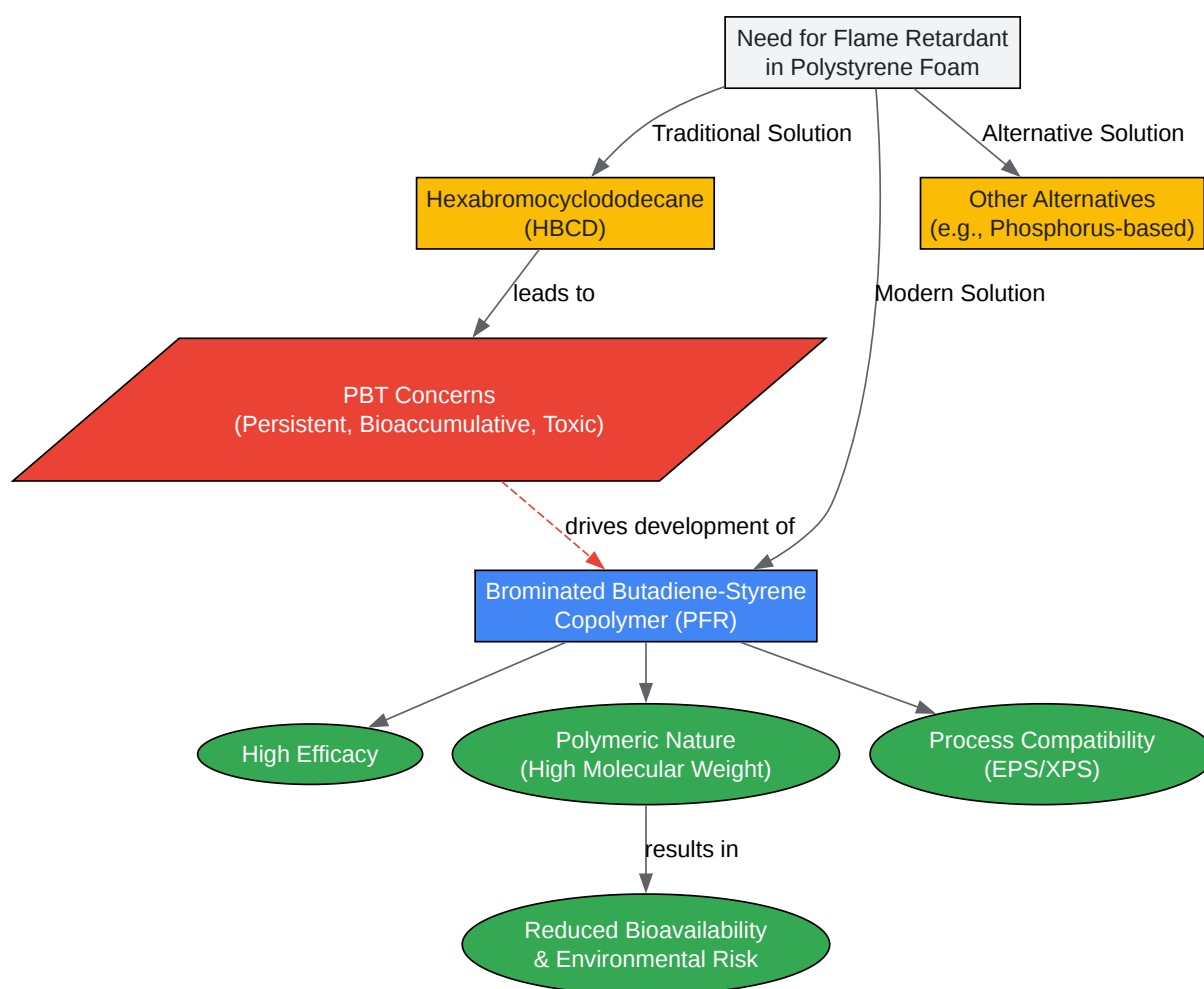 Need for Flame Retardant
in Polystyrene Foam
Traditional Solution
Alternative Solution
Hexabromocyclododecane
(HBCD)
Other Alternatives
(e.g., Phosphorus-based)
leads to
Modern Solution
PBT Concerns
(Persistent, Bioaccumulative, Toxic)
drives development of
Brominated Butadiene-Styrene
Copolymer (PFR)
High Efficacy
Polymeric Nature
(High Molecular Weight)
Process Compatibility
(EPS/XPS)
results in
Reduced Bioavailability
& Environmental Risk